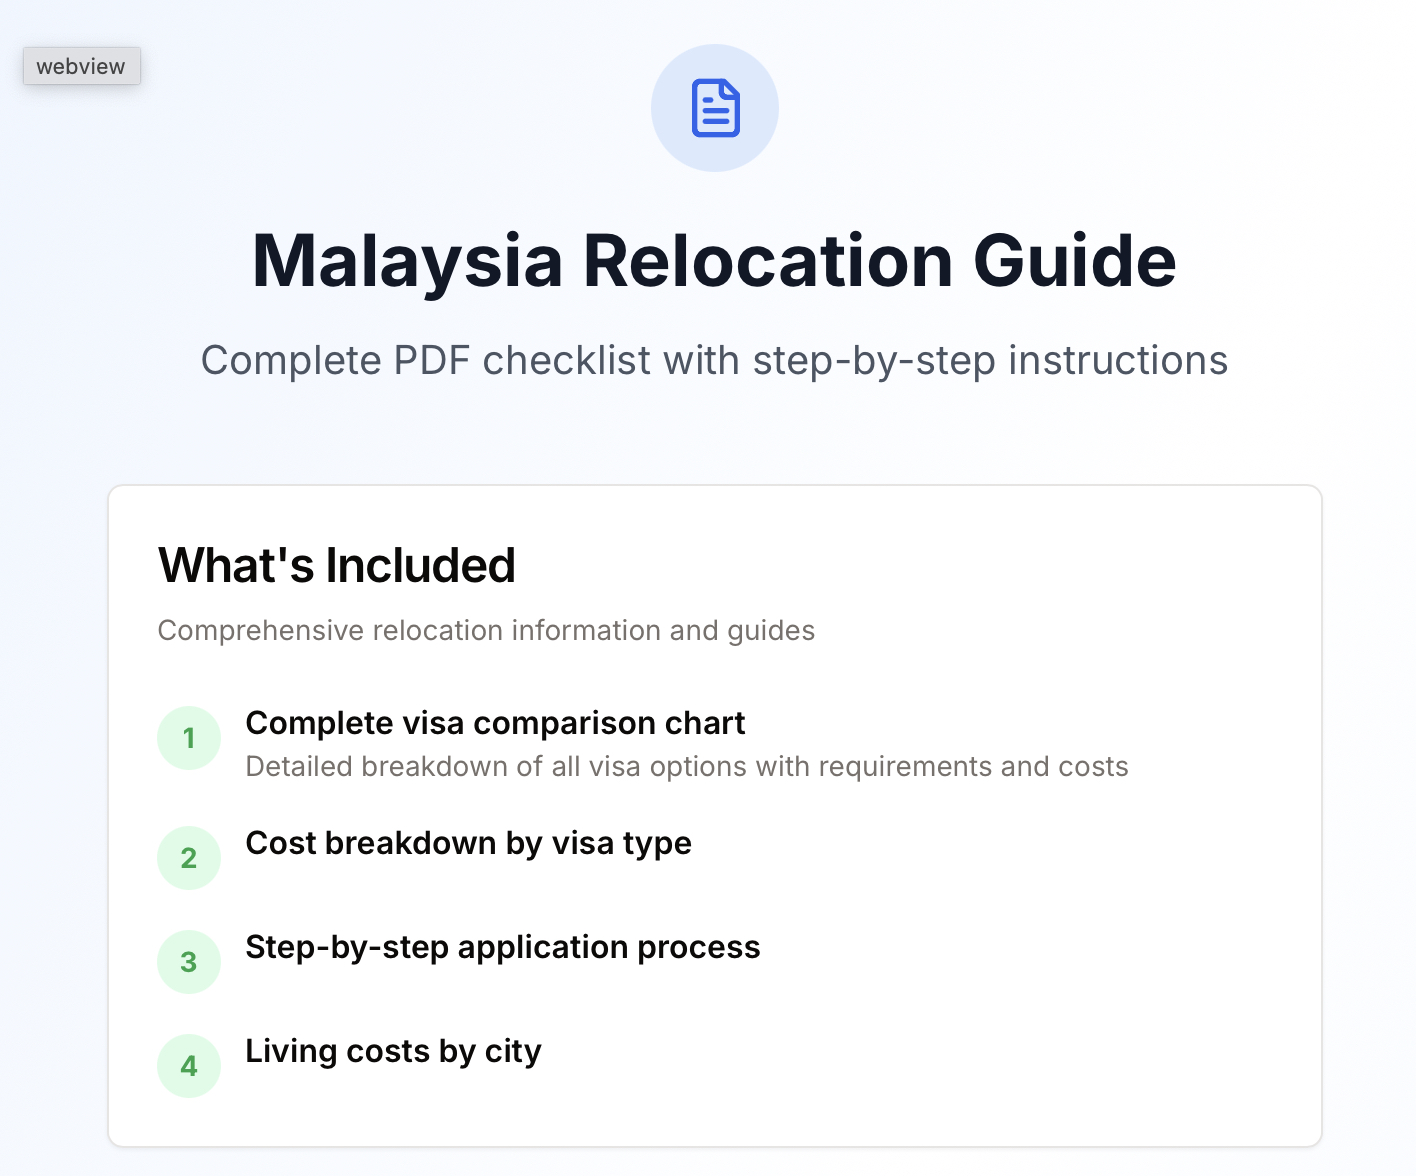 webview
Malaysia Relocation Guide
Complete PDF checklist with step-by-step instructions
What's Included
Comprehensive relocation information and guides
1
Complete visa comparison chart
Detailed breakdown of all visa options with requirements and costs
2
Cost breakdown by visa type
3
Step-by-step application process
4
Living costs by city